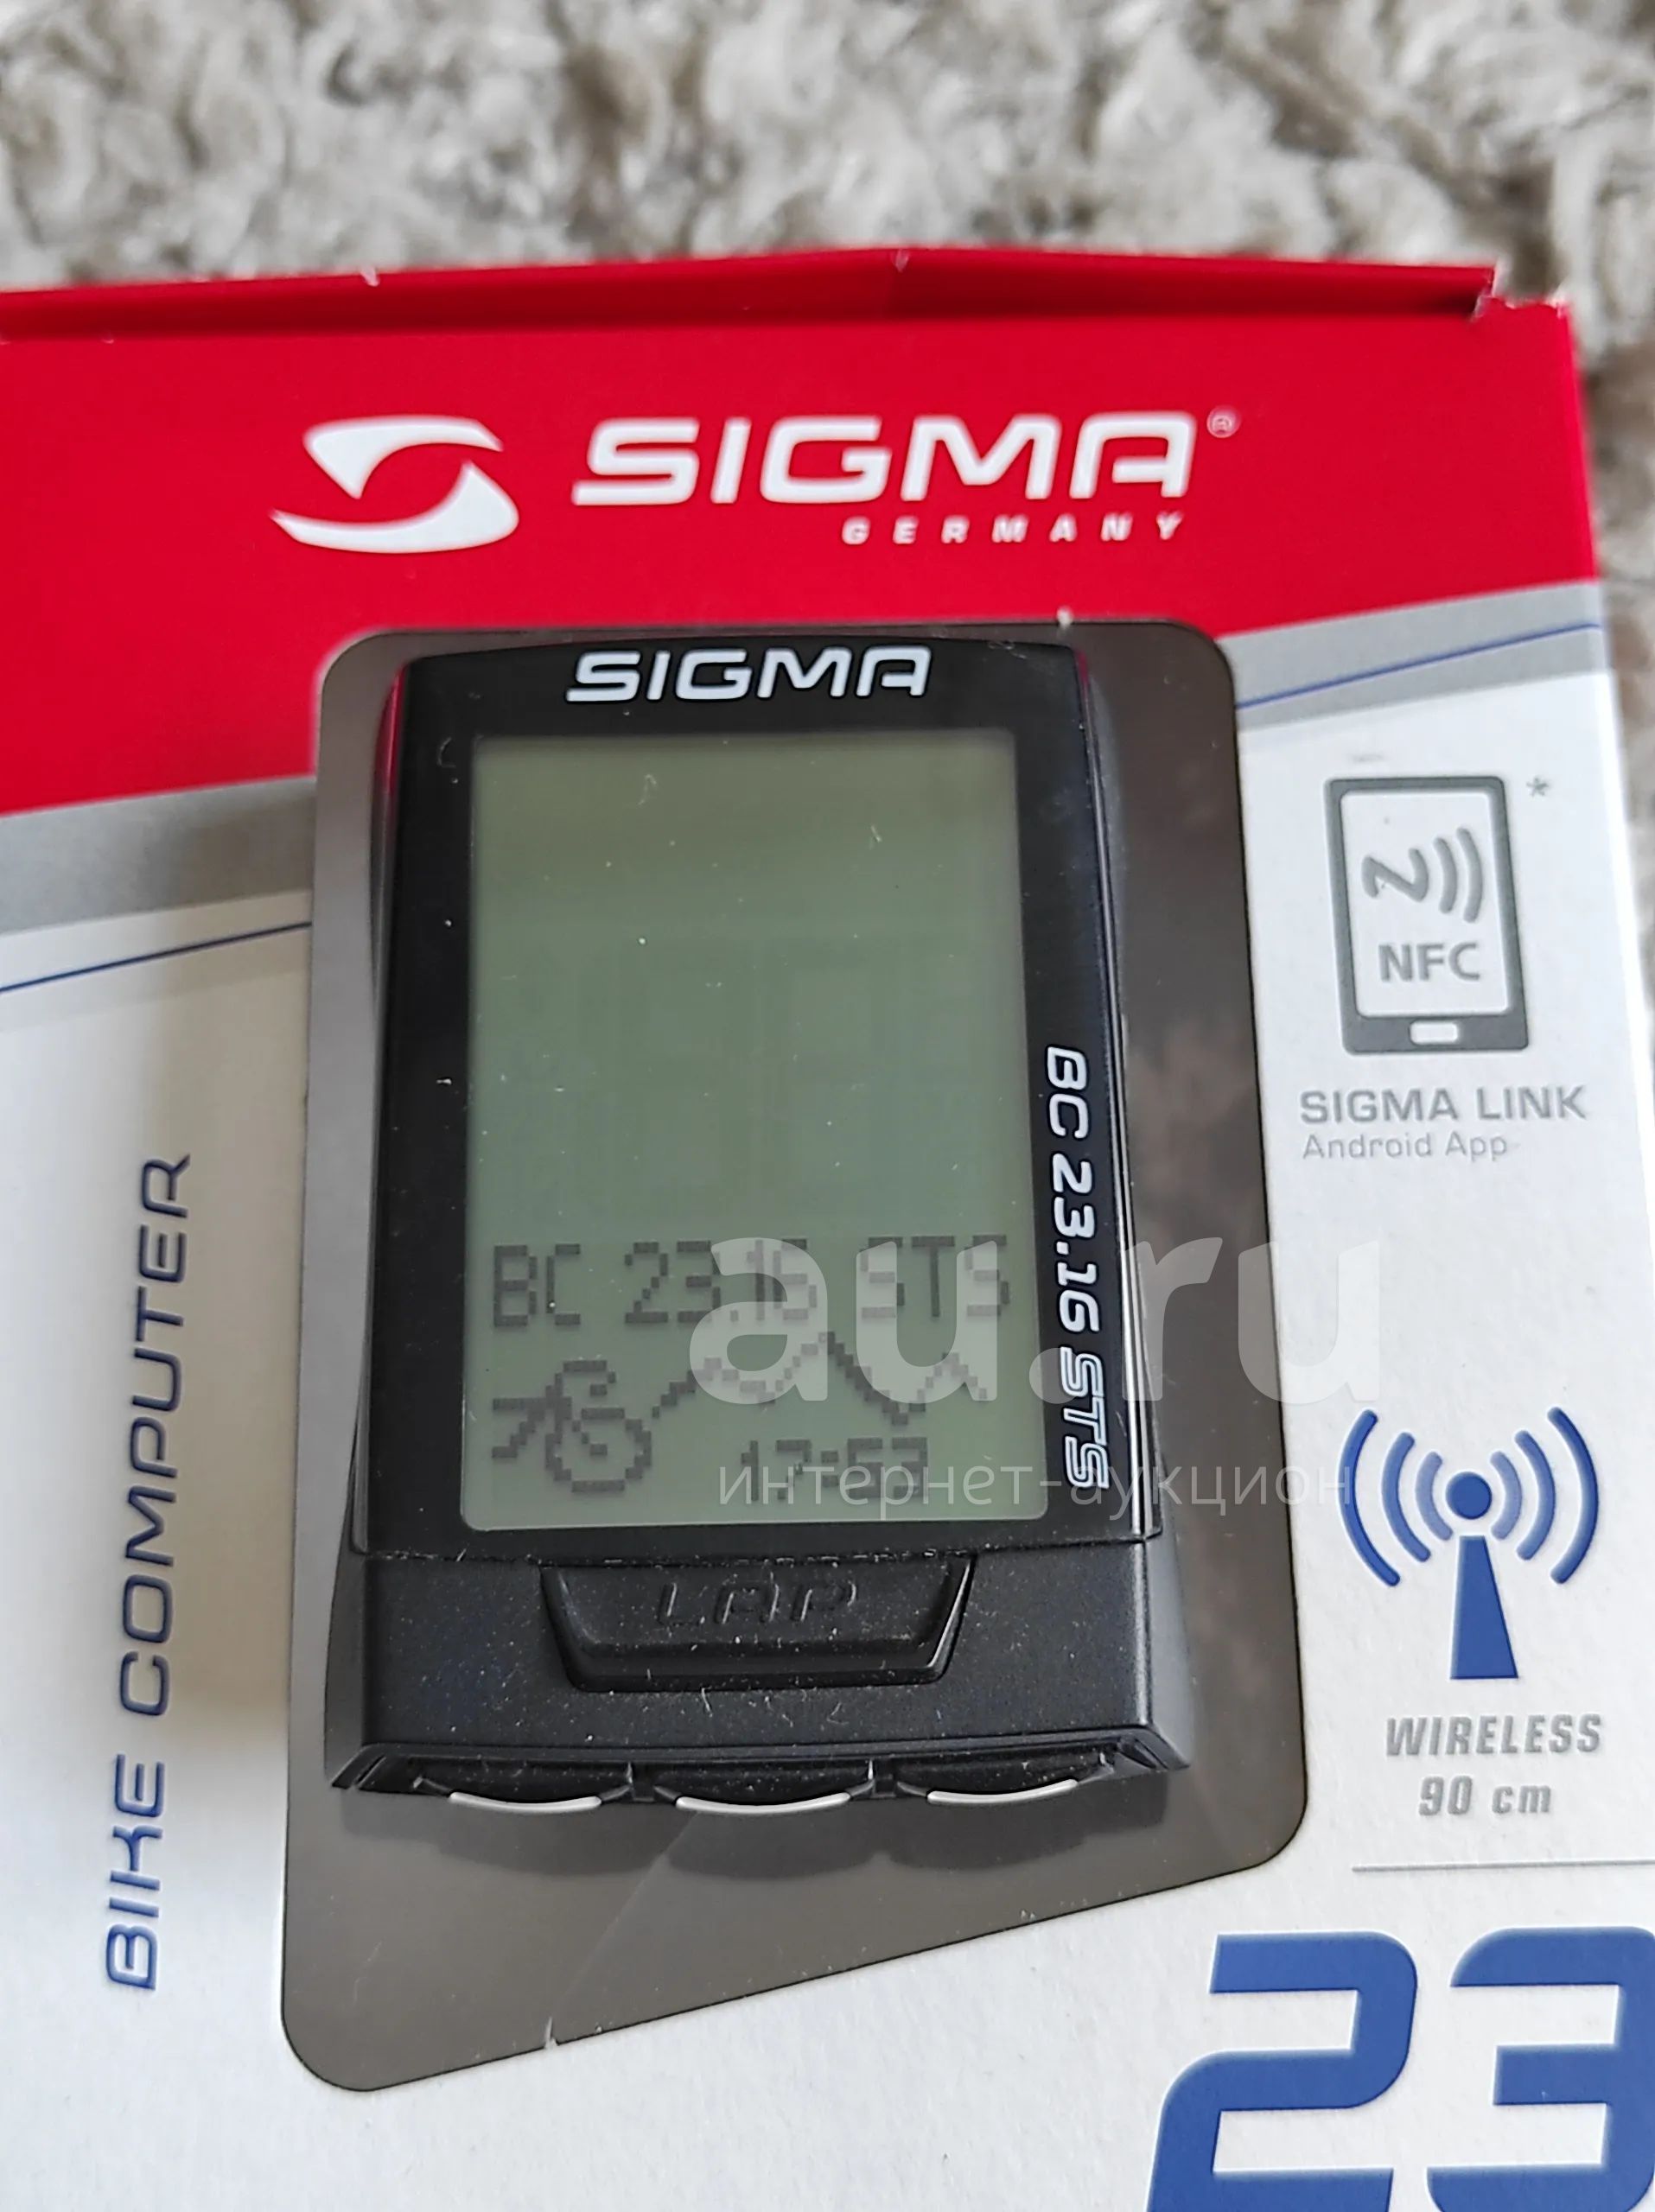 SIGMA®
GERMANY
SIGMA
*
NFC
SIGMA LINK
Android App
BC 23.16 STS
BC 23.16 STS
17:53
au.ru
интернет-аукцион
LAP
BIKE COMPUTER
WIRELESS
90 cm
23